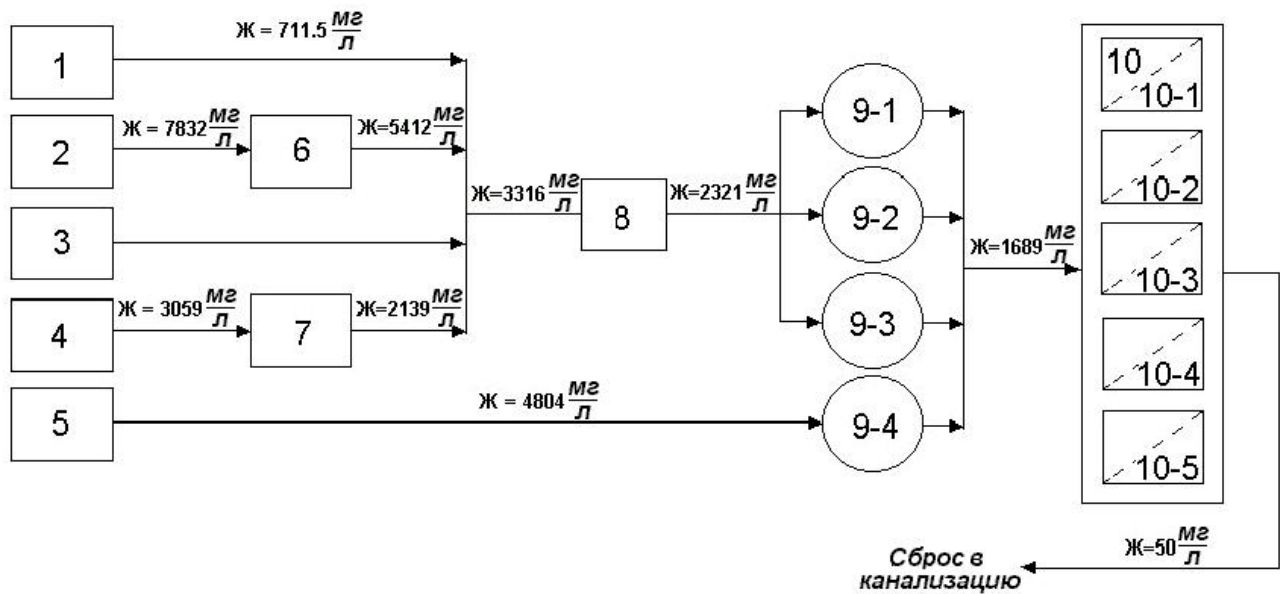 1
Ж = 711.5 мг/л
2
Ж = 7832 мг/л
6
Ж=5412 мг/л
3
4
Ж = 3059 мг/л
7
Ж=2139 мг/л
5
Ж = 4804 мг/л
Ж=3316 мг/л
8
Ж=2321 мг/л
9-1
9-2
9-3
9-4
Ж=1689 мг/л
10
10-1
10-2
10-3
10-4
10-5
Ж=50 мг/л
Сброс в
канализацию